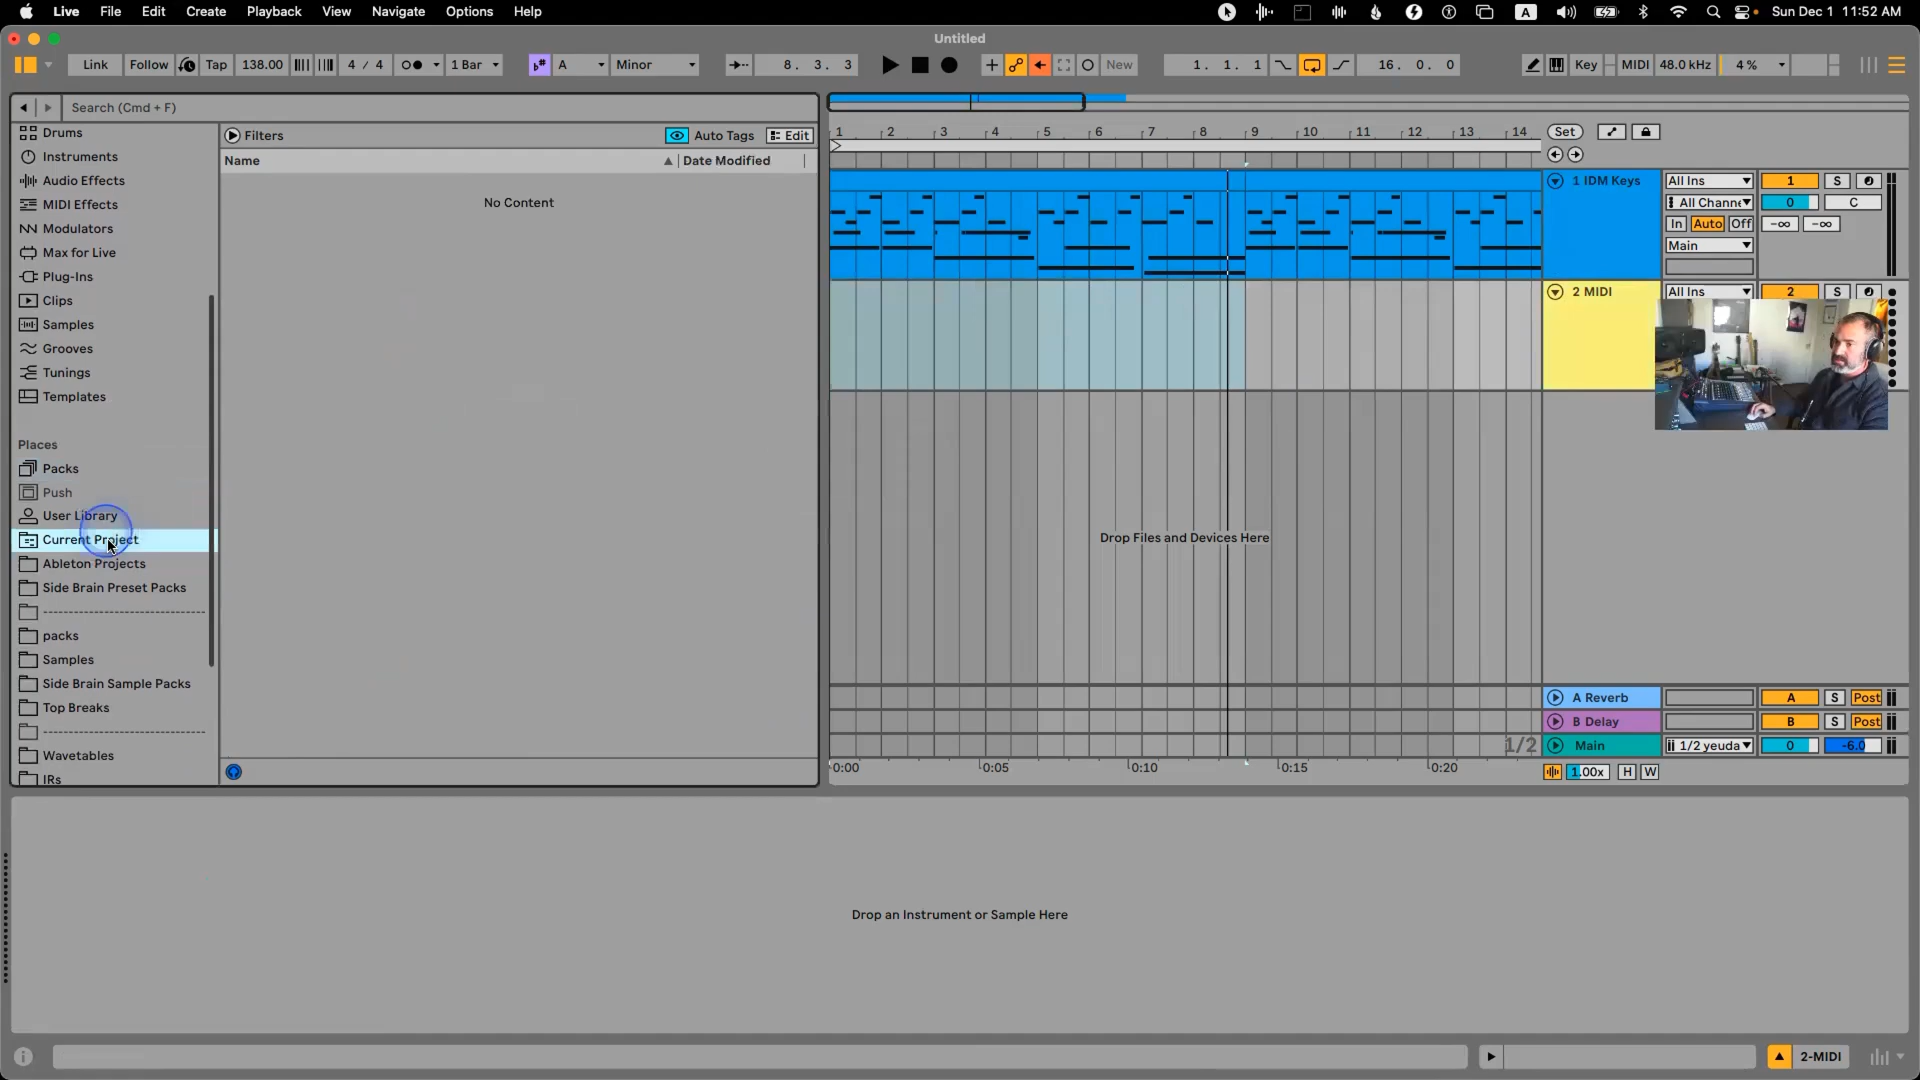 Live File Edit Create Playback View Navigate Options Help A Sun Dec 1 11:52 AM
Untitled
Link Follow Tap 138.00 4 / 4 1 Bar A Minor 8. 3. 3 New 1. 1. 1 16. 0. 0 Key MIDI 48.0 kHz 4 %
Search (Cmd + F)
Drums
Instruments
Audio Effects
MIDI Effects
Modulators
Max for Live
Plug-Ins
Clips
Samples
Grooves
Tunings
Templates
Places
Packs
Push
User Library
Current Project
Ableton Projects
Side Brain Preset Packs
-----------------------------
packs
Samples
Side Brain Sample Packs
Top Breaks
-----------------------------
Wavetables
IRs
Filters Auto Tags Edit
Name Date Modified
No Content
1 2 3 4 5 6 7 8 9 10 11 12 13 14 Set
1 IDM Keys All Ins 1 S
All Channe 0 C
In Auto Off -∞ -∞
Main
2 MIDI All Ins 2 S
Drop Files and Devices Here
A Reverb A S Post
B Delay B S Post
1/2 Main 1/2 yeuda 0 -6.0
0:00 0:05 0:10 0:15 0:20 1.00x H W
Drop an Instrument or Sample Here
2-MIDI